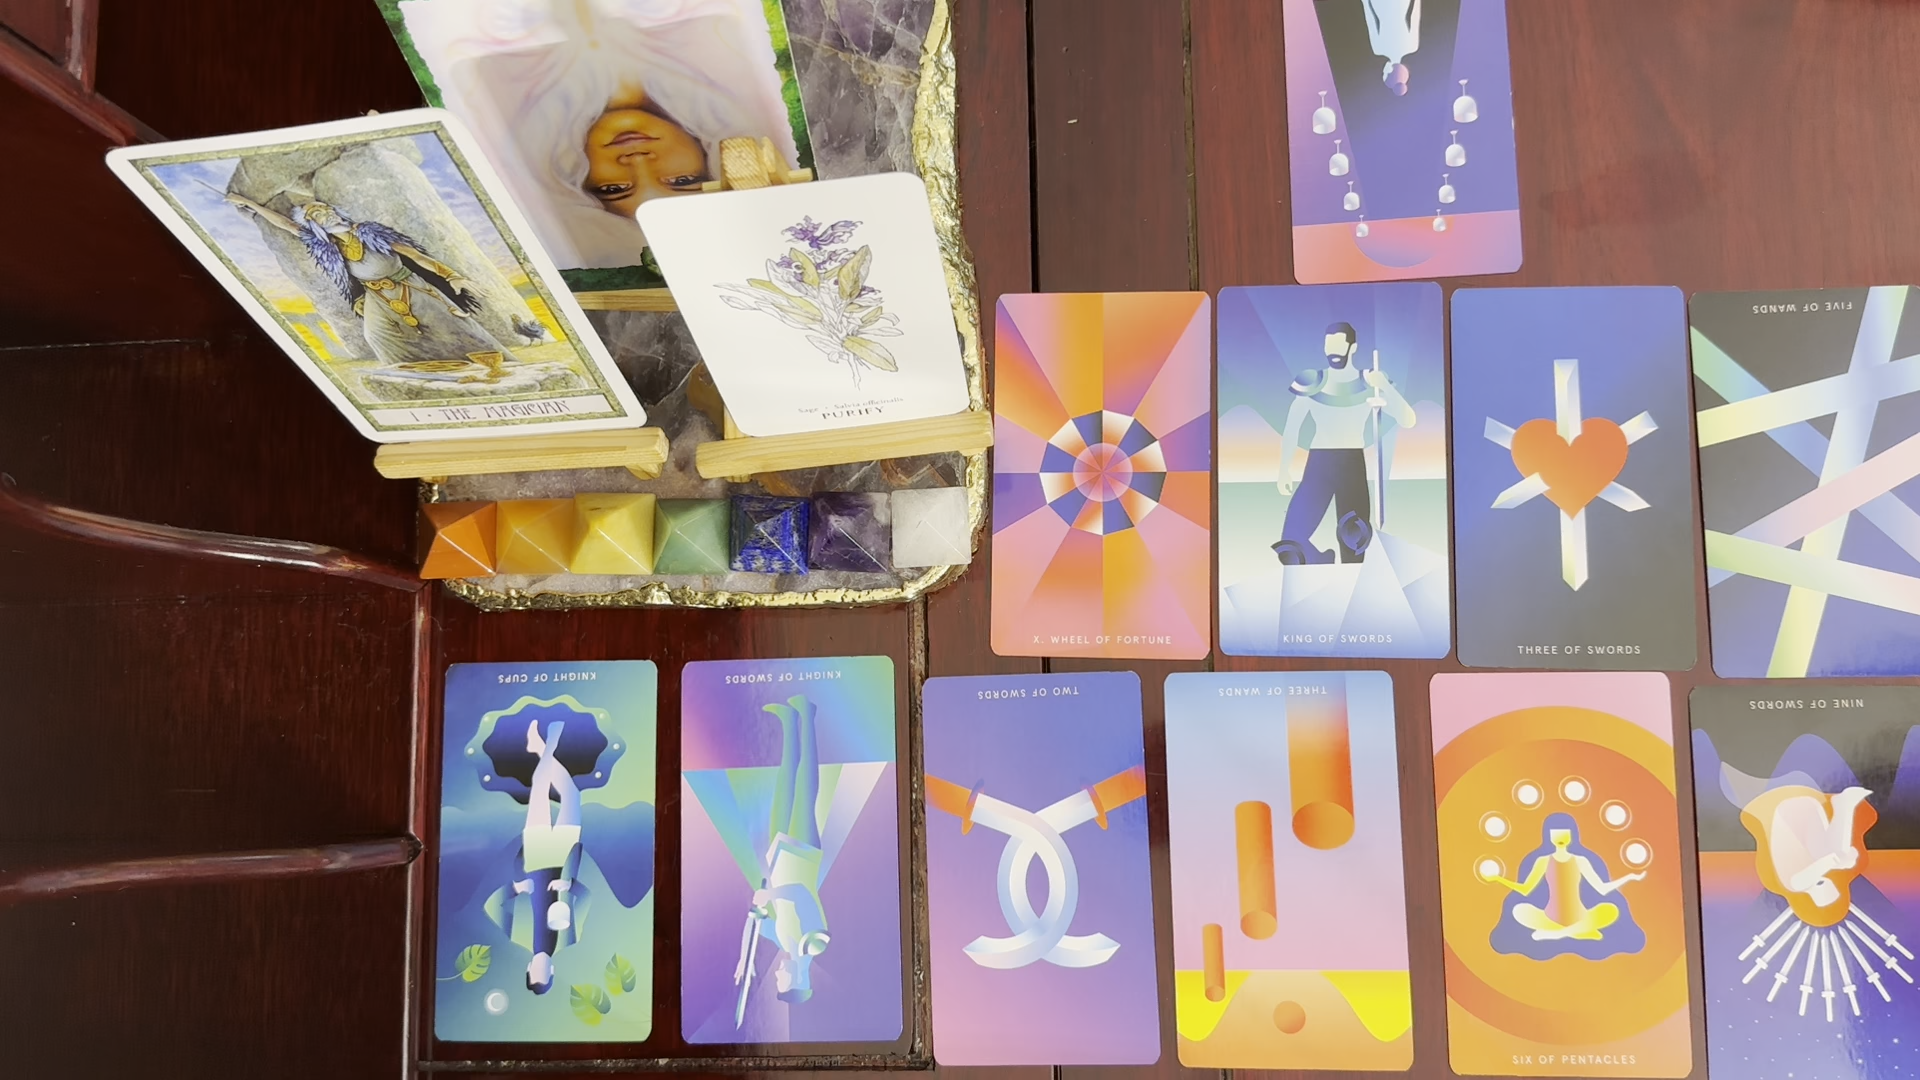 I · THE MAGICIAN
Sage · Salvia officinalis
PURIFY
X. WHEEL OF FORTUNE
KING OF SWORDS
THREE OF SWORDS
FIVE OF WANDS
KNIGHT OF CUPS
KNIGHT OF SWORDS
TWO OF SWORDS
THREE OF WANDS
SIX OF PENTACLES
NINE OF SWORDS